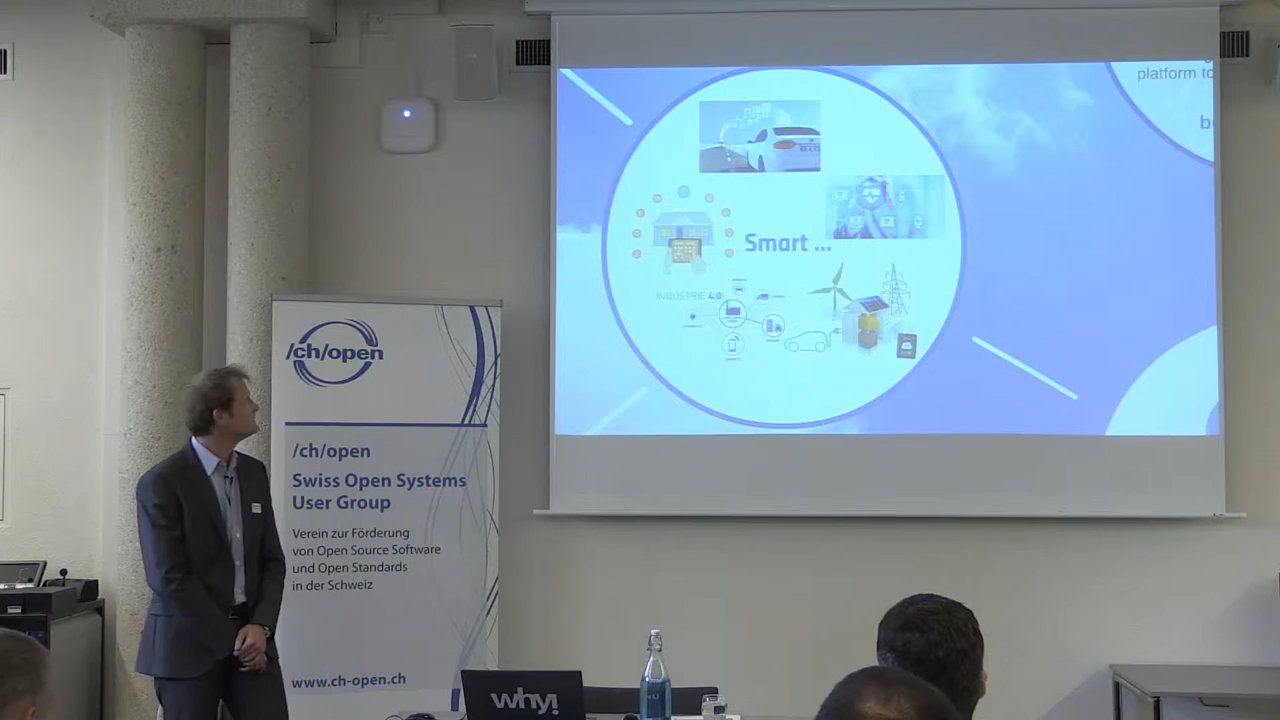 platform to
b
Smart ...
INDUSTRIE 4.0
/ch/open
/ch/open
Swiss Open Systems
User Group
Verein zur Förderung
von Open Source Software
und Open Standards
in der Schweiz
www.ch-open.ch
why!